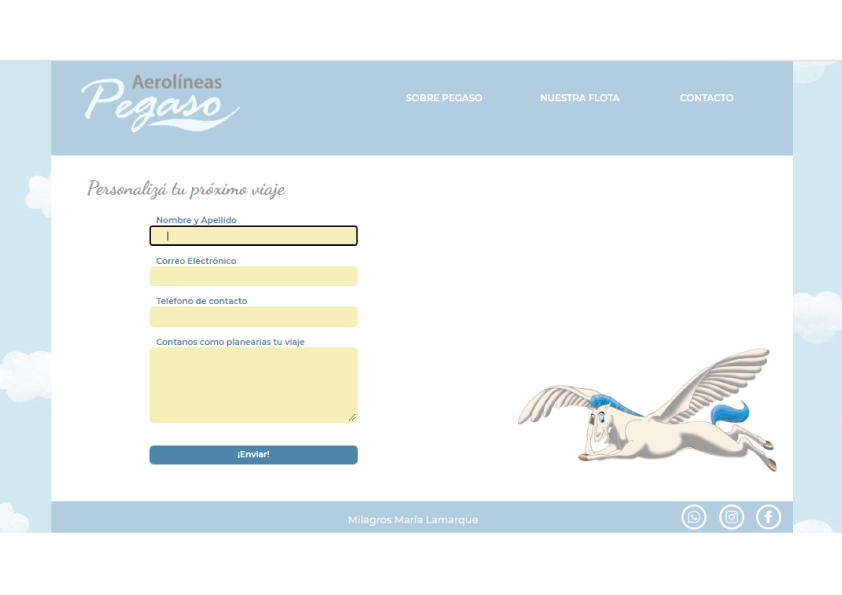 Aerolíneas
Pegaso
SOBRE PEGASO
NUESTRA FLOTA
CONTACTO
Personalizá tu próximo viaje
Nombre y Apellido
Correo Electrónico
Teléfono de contacto
Contanos como planearías tu viaje
¡Enviar!
Milagros María Lamarque